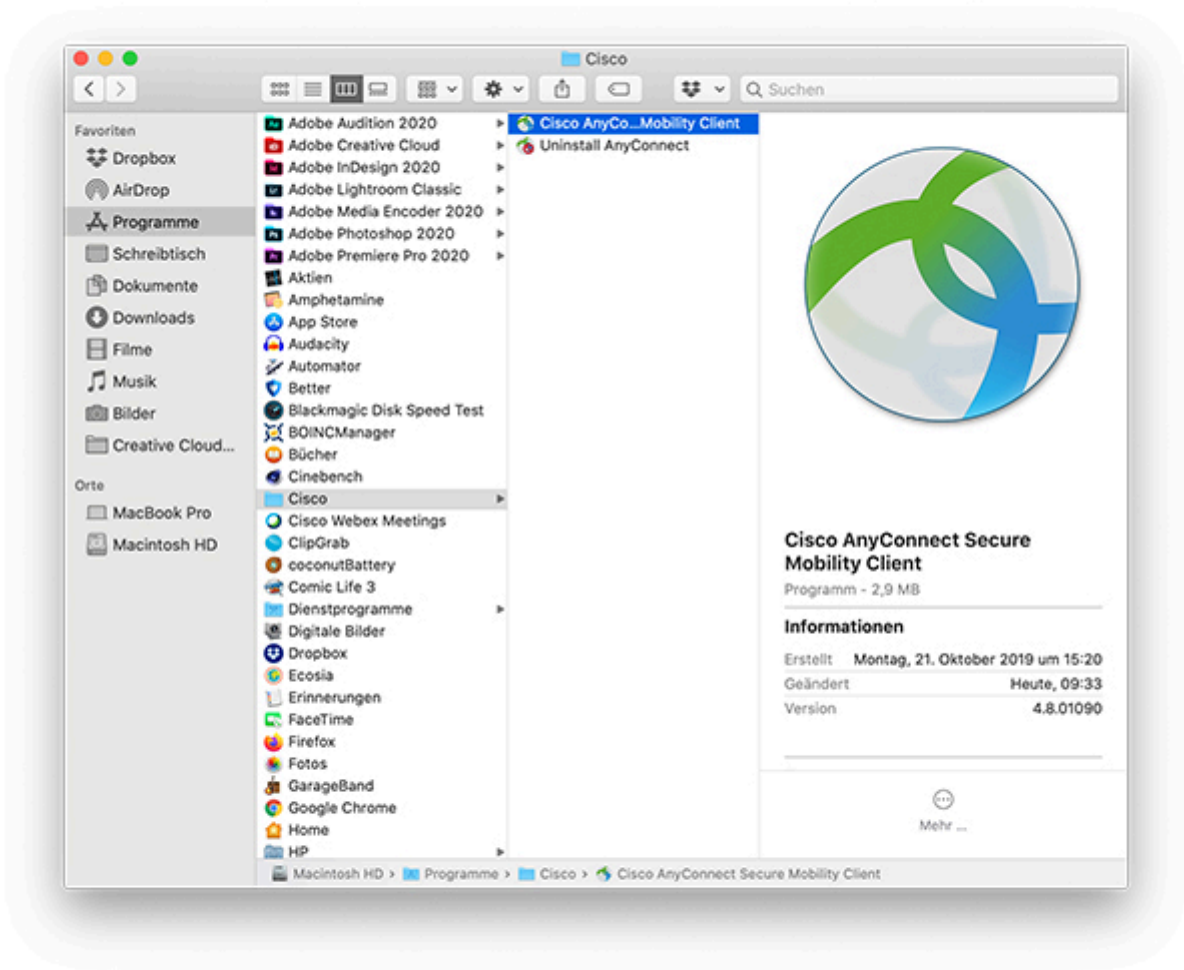 Cisco
Suchen
Favoriten
Dropbox
AirDrop
Programme
Schreibtisch
Dokumente
Downloads
Filme
Musik
Bilder
Creative Cloud...
Orte
MacBook Pro
Macintosh HD
Adobe Audition 2020
Adobe Creative Cloud
Adobe InDesign 2020
Adobe Lightroom Classic
Adobe Media Encoder 2020
Adobe Photoshop 2020
Adobe Premiere Pro 2020
Aktien
Amphetamine
App Store
Audacity
Automator
Better
Blackmagic Disk Speed Test
BOINCManager
Bücher
Cinebench
Cisco
Cisco Webex Meetings
ClipGrab
coconutBattery
Comic Life 3
Dienstprogramme
Digitale Bilder
Dropbox
Ecosia
Erinnerungen
FaceTime
Firefox
Fotos
GarageBand
Google Chrome
Home
HP
Cisco AnyCo...Mobility Client
Uninstall AnyConnect
Cisco AnyConnect Secure
Mobility Client
Programm - 2,9 MB
Informationen
Erstellt Montag, 21. Oktober 2019 um 15:20
Geändert Heute, 09:33
Version 4.8.01090
Mehr ...
Macintosh HD › Programme › Cisco › Cisco AnyConnect Secure Mobility Client